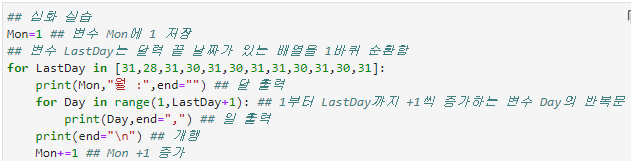 ## 심화 실습
Mon=1 ## 변수 Mon에 1 저장
## 변수 LastDay는 달력 끝 날짜가 있는 배열을 1바퀴 순환함
for LastDay in [31,28,31,30,31,30,31,31,30,31,30,31]:
    print(Mon,"월 :",end="") ## 달 출력
    for Day in range(1,LastDay+1): ## 1부터 LastDay까지 +1씩 증가하는 변수 Day의 반복문
        print(Day,end=",") ## 일 출력
    print(end="\n") ## 개행
    Mon+=1 ## Mon +1 증가